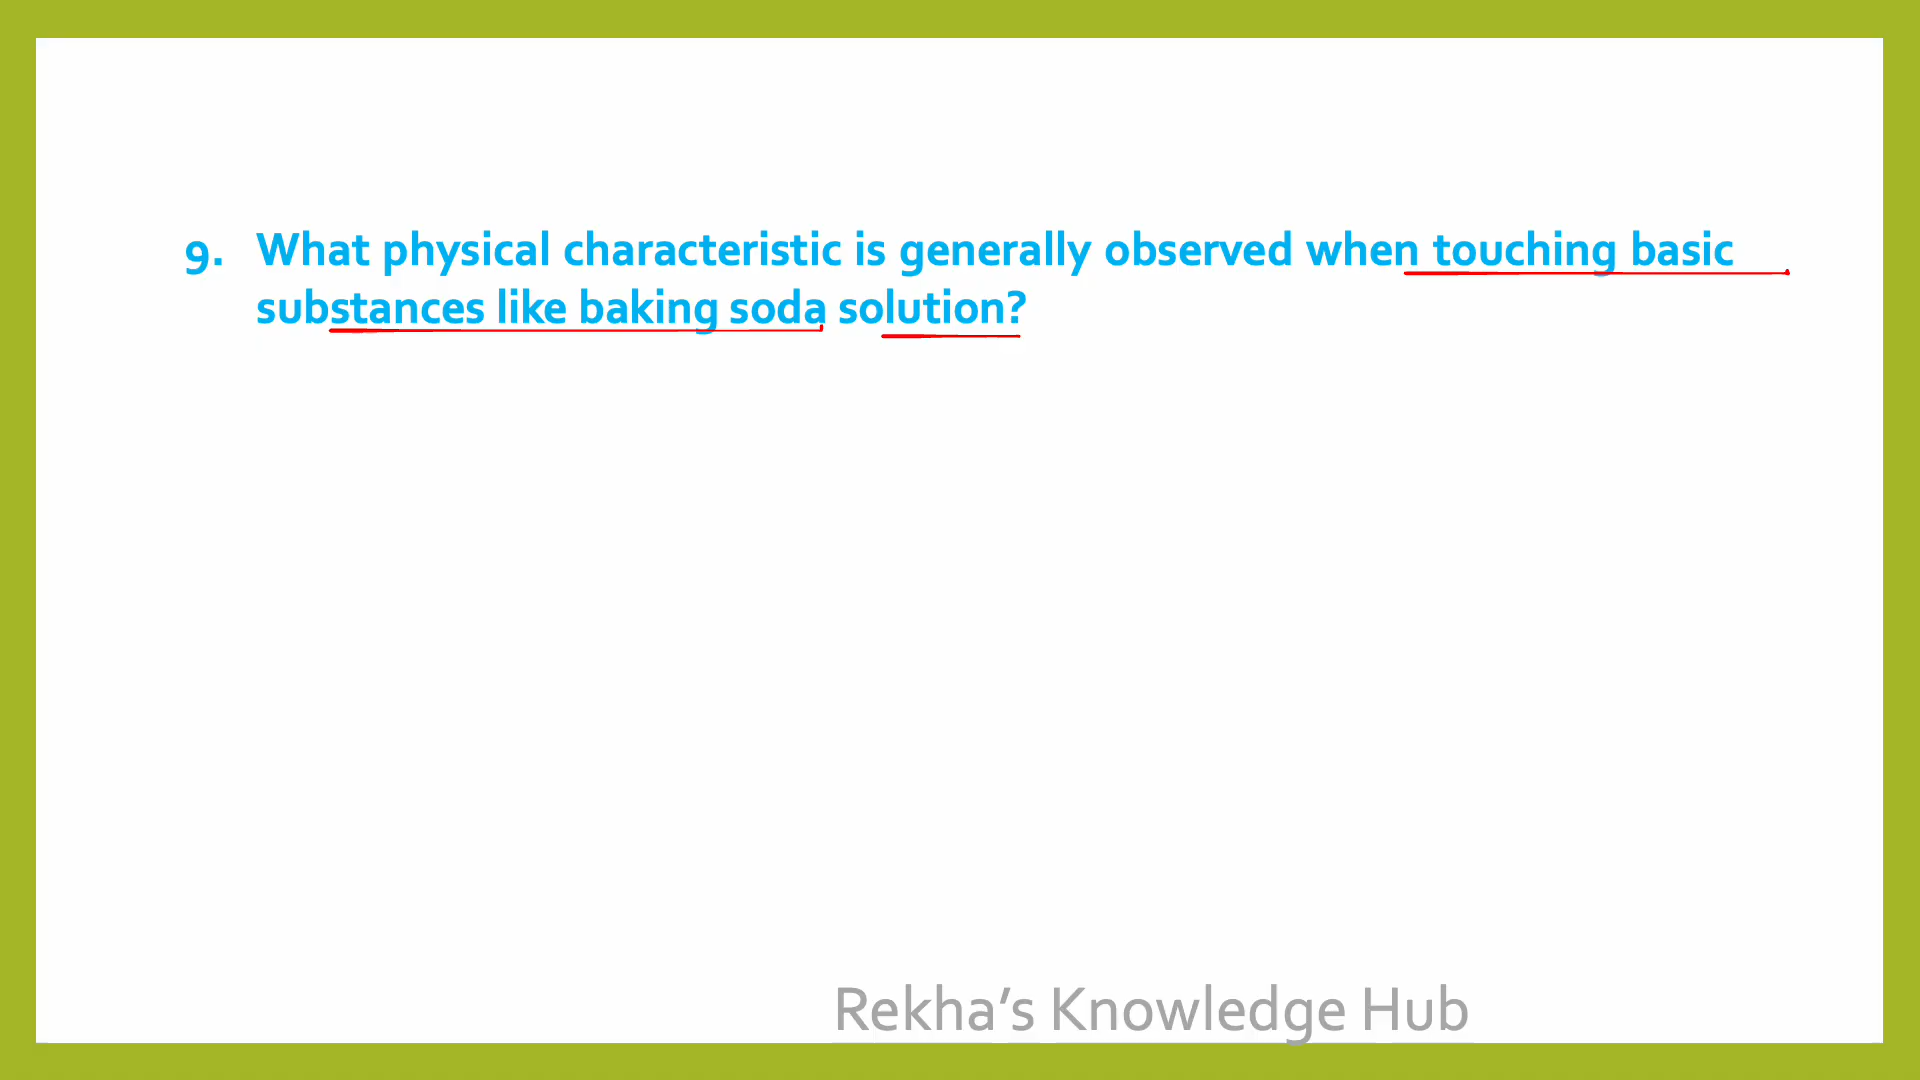 9. What physical characteristic is generally observed when touching basic
substances like baking soda solution?
Rekha’s Knowledge Hub